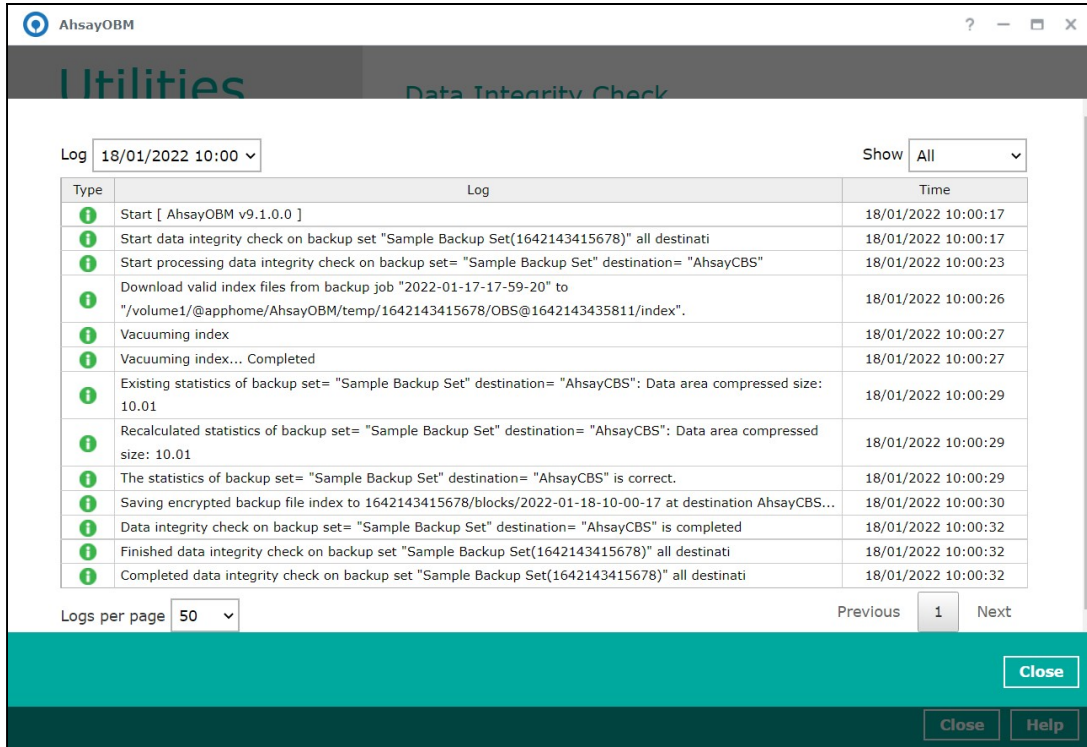 AhsayOBM
Utilities
Data Integrity Check
Log 18/01/2022 10:00
Show All
Type Log Time
Start [ AhsayOBM v9.1.0.0 ] 18/01/2022 10:00:17
Start data integrity check on backup set "Sample Backup Set(1642143415678)" all destinati 18/01/2022 10:00:17
Start processing data integrity check on backup set= "Sample Backup Set" destination= "AhsayCBS" 18/01/2022 10:00:23
Download valid index files from backup job "2022-01-17-17-59-20" to
"/volume1/@apphome/AhsayOBM/temp/1642143415678/OBS@1642143435811/index". 18/01/2022 10:00:26
Vacuuming index 18/01/2022 10:00:27
Vacuuming index... Completed 18/01/2022 10:00:27
Existing statistics of backup set= "Sample Backup Set" destination= "AhsayCBS": Data area compressed size:
10.01 18/01/2022 10:00:29
Recalculated statistics of backup set= "Sample Backup Set" destination= "AhsayCBS": Data area compressed
size: 10.01 18/01/2022 10:00:29
The statistics of backup set= "Sample Backup Set" destination= "AhsayCBS" is correct. 18/01/2022 10:00:29
Saving encrypted backup file index to 1642143415678/blocks/2022-01-18-10-00-17 at destination AhsayCBS... 18/01/2022 10:00:30
Data integrity check on backup set= "Sample Backup Set" destination= "AhsayCBS" is completed 18/01/2022 10:00:32
Finished data integrity check on backup set "Sample Backup Set(1642143415678)" all destinati 18/01/2022 10:00:32
Completed data integrity check on backup set "Sample Backup Set(1642143415678)" all destinati 18/01/2022 10:00:32
Logs per page 50
Previous 1 Next
Close
Close Help